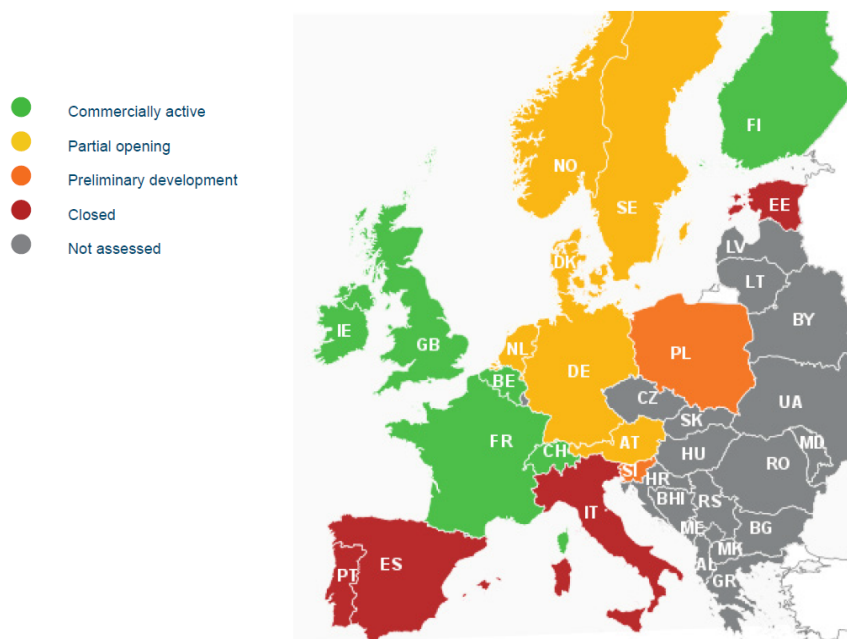 Commercially active
Partial opening
Preliminary development
Closed
Not assessed
FI
NO
SE
EE
LV
DK
LT
BY
IE
GB
NL
PL
BE
DE
CZ
UA
SK
FR
AT
MD
CH
HU
RO
SI
HR
BHI
RS
IT
ME
BG
MK
PT
ES
AL
GR